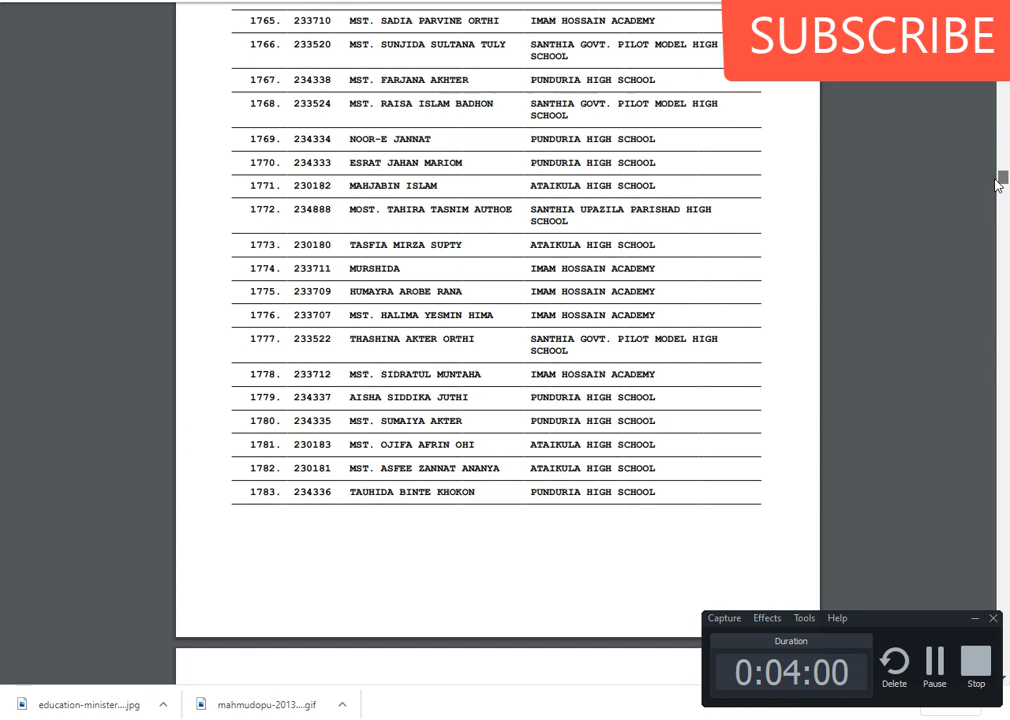 SUBSCRIBE
1765. 233710 MST. SADIA PARVINE ORTHI IMAM HOSSAIN ACADEMY
1766. 233520 MST. SUNJIDA SULTANA TULY SANTHIA GOVT. PILOT MODEL HIGH
SCHOOL
1767. 234338 MST. FARJANA AKHTER PUNDURIA HIGH SCHOOL
1768. 233524 MST. RAISA ISLAM BADHON SANTHIA GOVT. PILOT MODEL HIGH
SCHOOL
1769. 234334 NOOR-E JANNAT PUNDURIA HIGH SCHOOL
1770. 234333 ESRAT JAHAN MARIOM PUNDURIA HIGH SCHOOL
1771. 230182 MAHJABIN ISLAM ATAIKULA HIGH SCHOOL
1772. 234888 MOST. TAHIRA TASNIM AUTHOE SANTHIA UPAZILA PARISHAD HIGH
SCHOOL
1773. 230180 TASFIA MIRZA SUPTY ATAIKULA HIGH SCHOOL
1774. 233711 MURSHIDA IMAM HOSSAIN ACADEMY
1775. 233709 HUMAYRA AROBE RANA IMAM HOSSAIN ACADEMY
1776. 233707 MST. HALIMA YESMIN HIMA IMAM HOSSAIN ACADEMY
1777. 233522 THASHINA AKTER ORTHI SANTHIA GOVT. PILOT MODEL HIGH
SCHOOL
1778. 233712 MST. SIDRATUL MUNTAHA IMAM HOSSAIN ACADEMY
1779. 234337 AISHA SIDDIKA JUTHI PUNDURIA HIGH SCHOOL
1780. 234335 MST. SUMAIYA AKTER PUNDURIA HIGH SCHOOL
1781. 230183 MST. OJIFA AFRIN OHI ATAIKULA HIGH SCHOOL
1782. 230181 MST. ASFEE ZANNAT ANANYA ATAIKULA HIGH SCHOOL
1783. 234336 TAUHIDA BINTE KHOKON PUNDURIA HIGH SCHOOL
Capture Effects Tools Help
Duration
0:04:00
Delete Pause Stop
education-minister....jpg mahmudopu-2013....gif